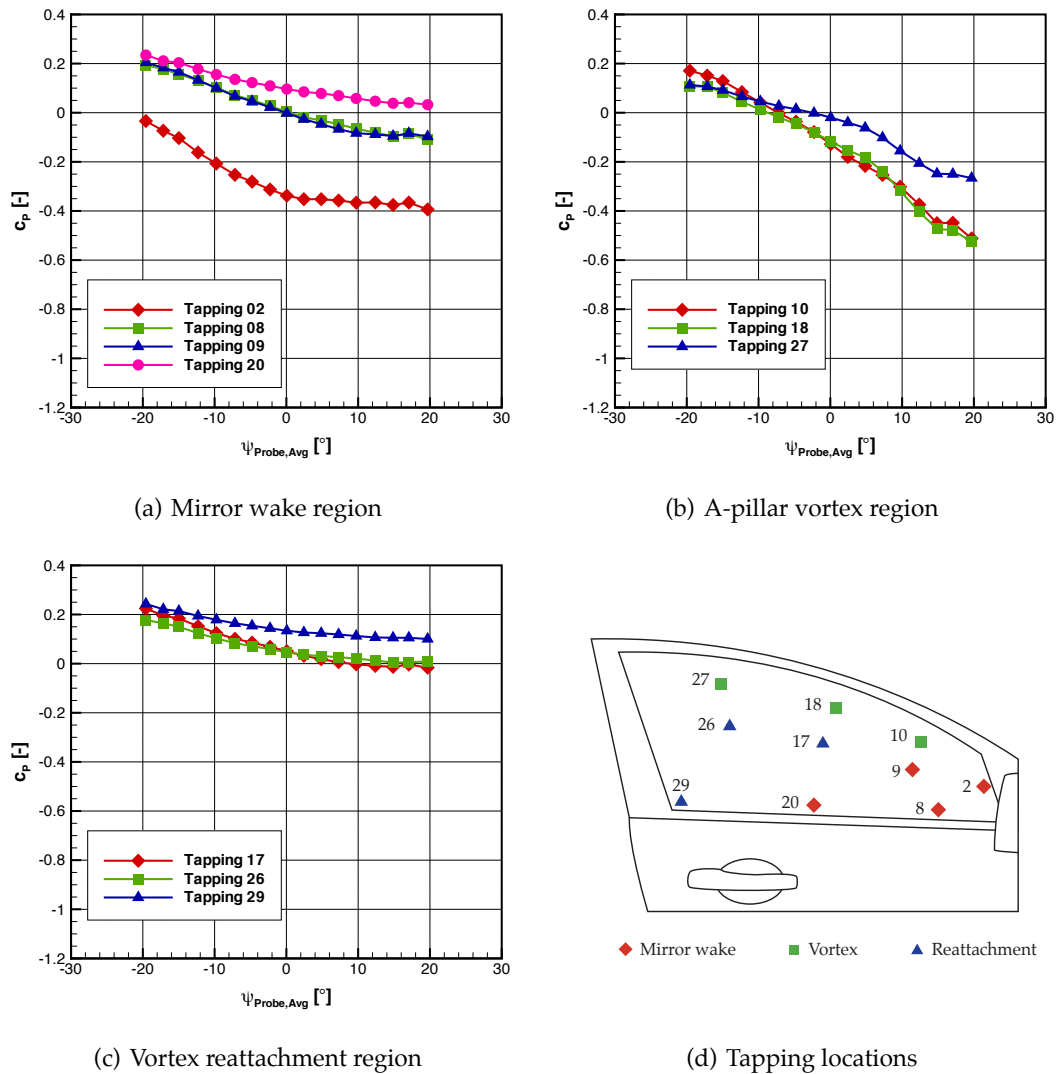 0.4
0.2
0
-0.2
-0.4
-0.6
-0.8
-1
-1.2
cP [-]
-30 -20 -10 0 10 20 30
ψProbe,Avg [°]
Tapping 02
Tapping 08
Tapping 09
Tapping 20
(a) Mirror wake region
0.4
0.2
0
-0.2
-0.4
-0.6
-0.8
-1
-1.2
cP [-]
-30 -20 -10 0 10 20 30
ψProbe,Avg [°]
Tapping 10
Tapping 18
Tapping 27
(b) A-pillar vortex region
0.4
0.2
0
-0.2
-0.4
-0.6
-0.8
-1
-1.2
cP [-]
-30 -20 -10 0 10 20 30
ψProbe,Avg [°]
Tapping 17
Tapping 26
Tapping 29
(c) Vortex reattachment region
27
18
26
17
10
9
2
29
20
8
Mirror wake Vortex Reattachment
(d) Tapping locations